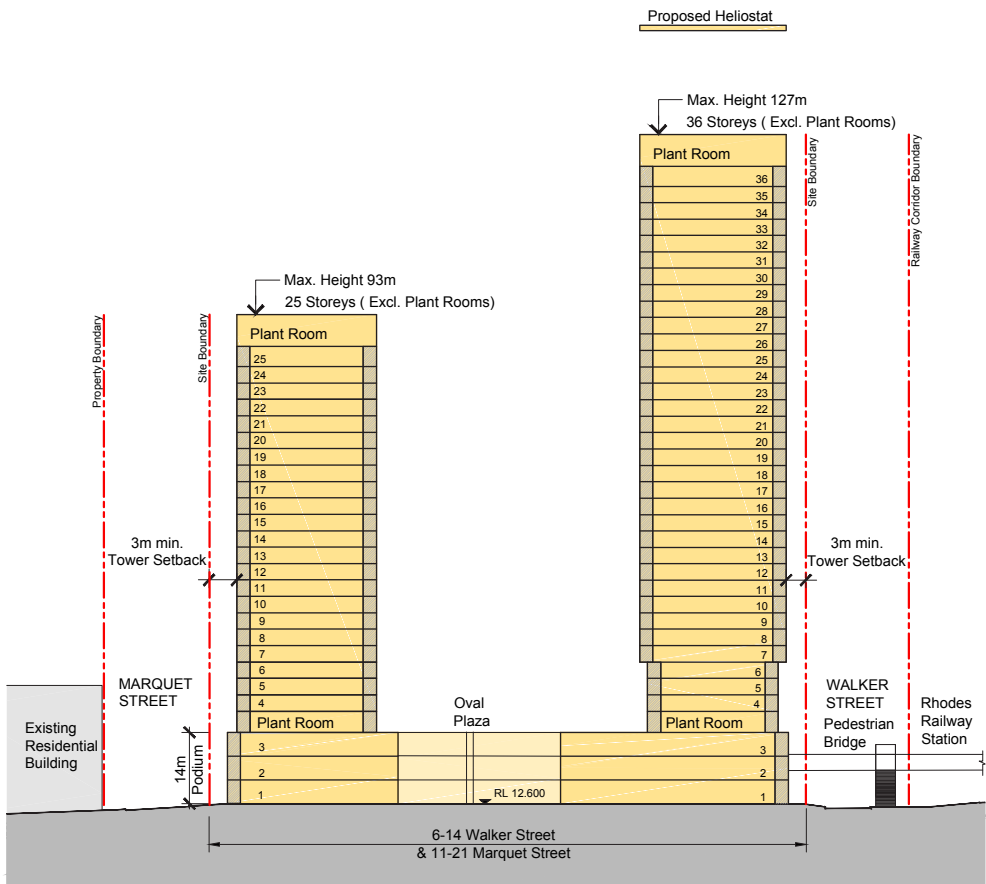 Proposed Heliostat
Max. Height 127m
36 Storeys ( Excl. Plant Rooms)
Plant Room
36
35
34
33
32
31
30
29
28
27
26
25
24
23
22
21
20
19
18
17
16
15
14
13
12
11
10
9
8
7
6
5
4
Plant Room
3
2
1
Site Boundary
Railway Corridor Boundary
3m min.
Tower Setback
WALKER
STREET
Pedestrian
Bridge
Rhodes
Railway
Station
Max. Height 93m
25 Storeys ( Excl. Plant Rooms)
Plant Room
25
24
23
22
21
20
19
18
17
16
15
14
13
12
11
10
9
8
7
6
5
4
Plant Room
3
2
1
Property Boundary
Site Boundary
3m min.
Tower Setback
MARQUET
STREET
Existing
Residential
Building
14m
Podium
Oval
Plaza
RL 12.600
6-14 Walker Street
& 11-21 Marquet Street